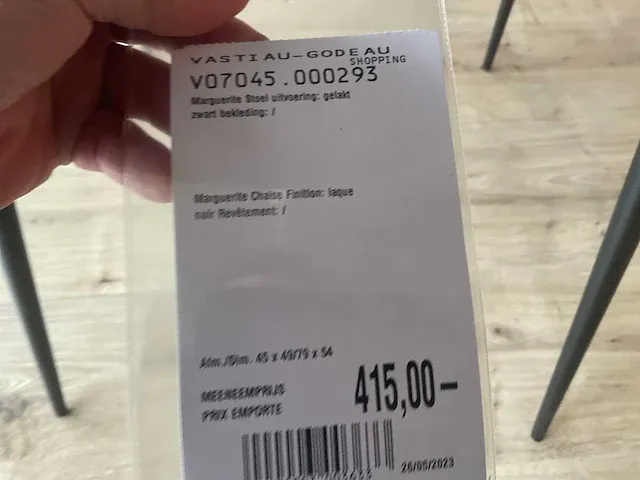 VASTIAU-GODEAU
SHOPPING
V07045.000293
Marguerite Stoel uitvoering: gelakt
zwart bekleding: /
Marguerite Chaise Finition: laque
noir Revêtement: /
Afm./Dim. 45 x 49/79 x 54
MEENEEMPRIJS
PRIX EMPORTE
415,00–
26/05/2023